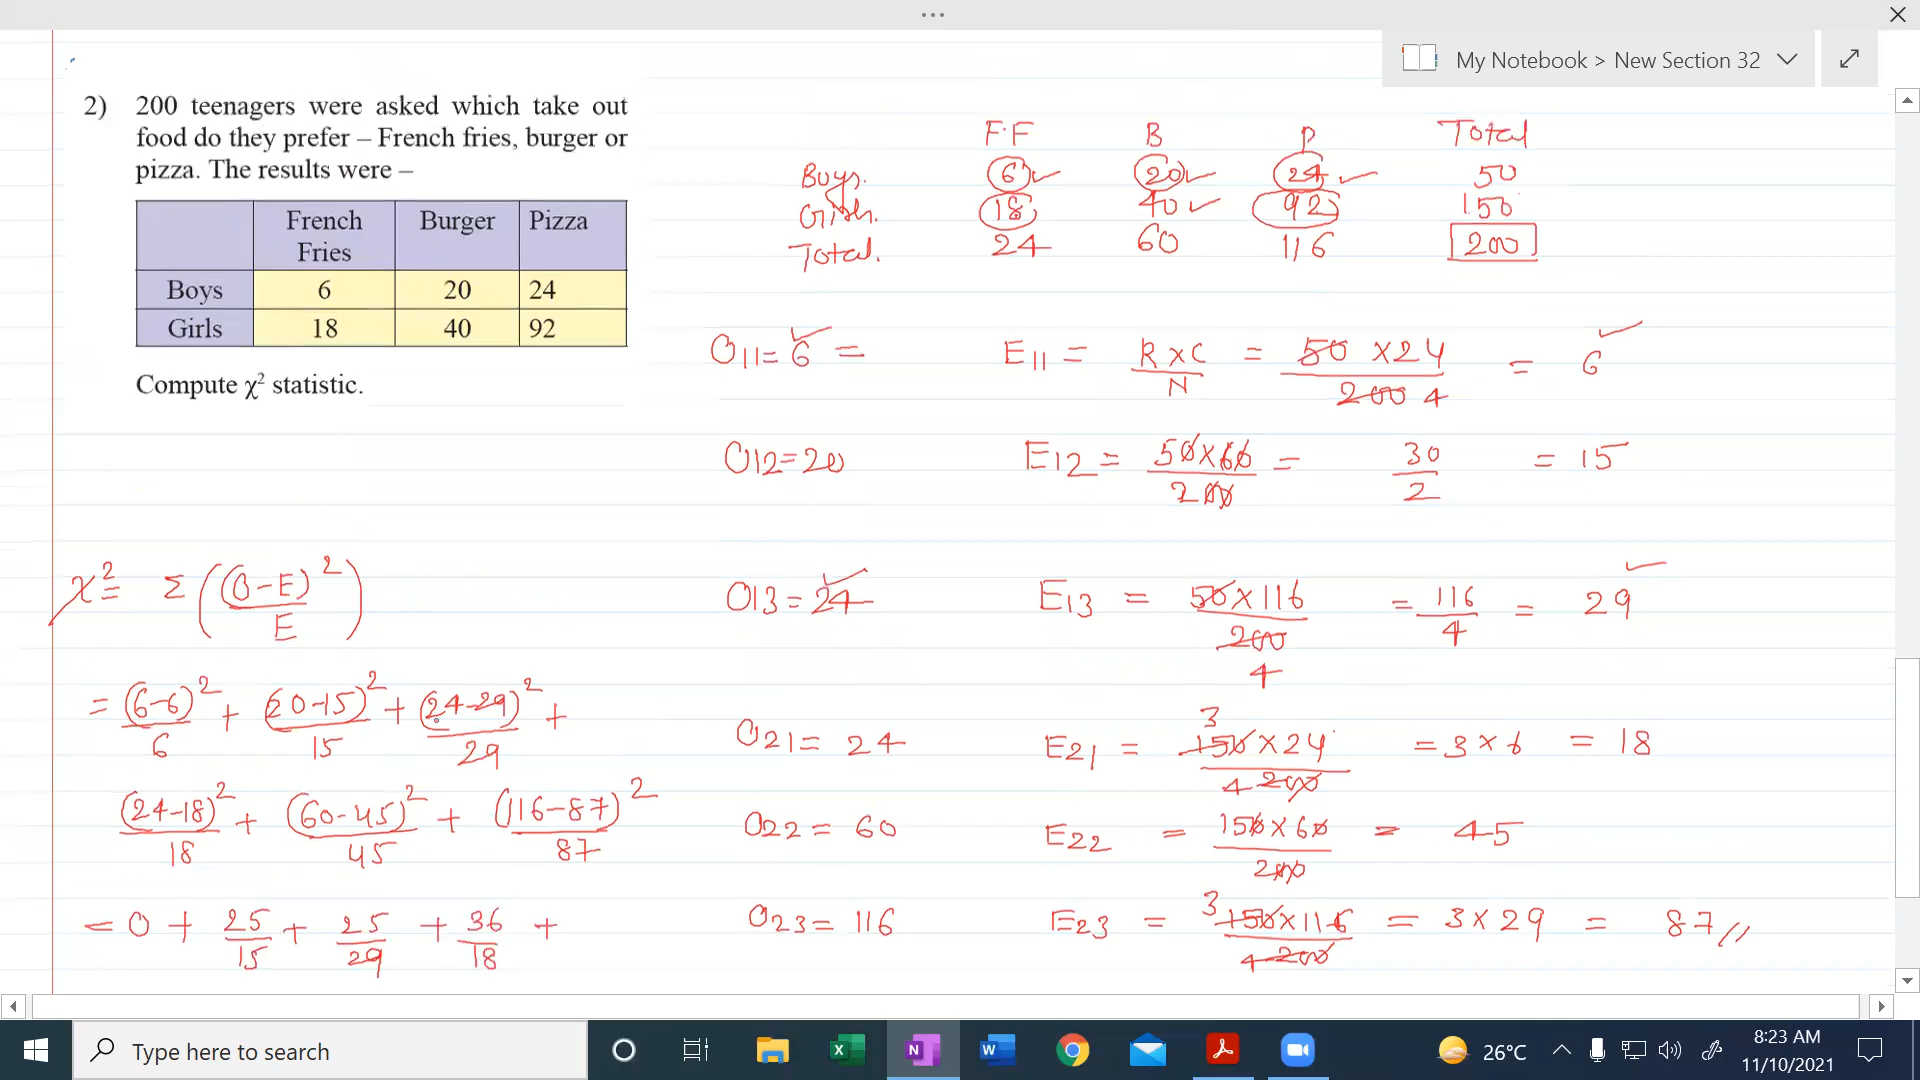 My Notebook > New Section 32
2) 200 teenagers were asked which take out
food do they prefer – French fries, burger or
pizza. The results were –
French Fries Burger Pizza
Boys 6 20 24
Girls 18 40 92
Compute χ² statistic.
F.F B P Total
Boys. 6 20 24 50
Girls. 18 40 92 150
Total. 24 60 116 200
O11 = 6 = E11 = R×C/N = 50×24/200 4 = 6
O12 = 20 E12 = 50×60/200 = 30/2 = 15
χ² = Σ((O-E)²/E)
O13 = 24 E13 = 50×116/200 4 = 116/4 = 29
= (6-6)²/6 + (20-15)²/15 + (24-29)²/29 +
O21 = 24 E21 = 3 150×24/4 200 = 3×6 = 18
(24-18)²/18 + (60-45)²/45 + (116-87)²/87
O22 = 60 E22 = 150×60/200 = 45
= 0 + 25/15 + 25/29 + 36/18 +
O23 = 116 E23 = 3 150×116/4 200 = 3×29 = 87 //
Type here to search
26°C
8:23 AM
11/10/2021